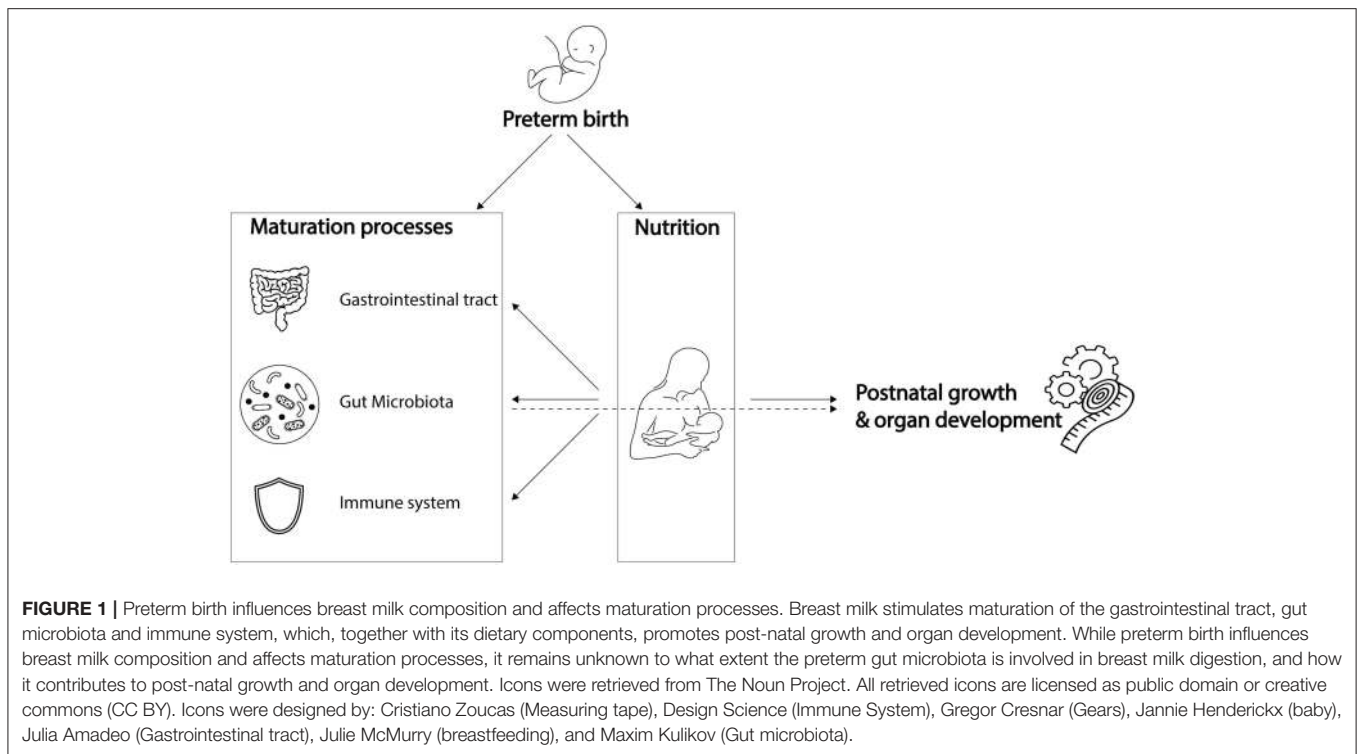 Preterm birth
Maturation processes
Nutrition
Gastrointestinal tract
Gut Microbiota
Immune system
Postnatal growth
& organ development
FIGURE 1 | Preterm birth influences breast milk composition and affects maturation processes. Breast milk stimulates maturation of the gastrointestinal tract, gut
microbiota and immune system, which, together with its dietary components, promotes post-natal growth and organ development. While preterm birth influences
breast milk composition and affects maturation processes, it remains unknown to what extent the preterm gut microbiota is involved in breast milk digestion, and how
it contributes to post-natal growth and organ development. Icons were retrieved from The Noun Project. All retrieved icons are licensed as public domain or creative
commons (CC BY). Icons were designed by: Cristiano Zoucas (Measuring tape), Design Science (Immune System), Gregor Cresnar (Gears), Jannie Henderickx (baby),
Julia Amadeo (Gastrointestinal tract), Julie McMurry (breastfeeding), and Maxim Kulikov (Gut microbiota).